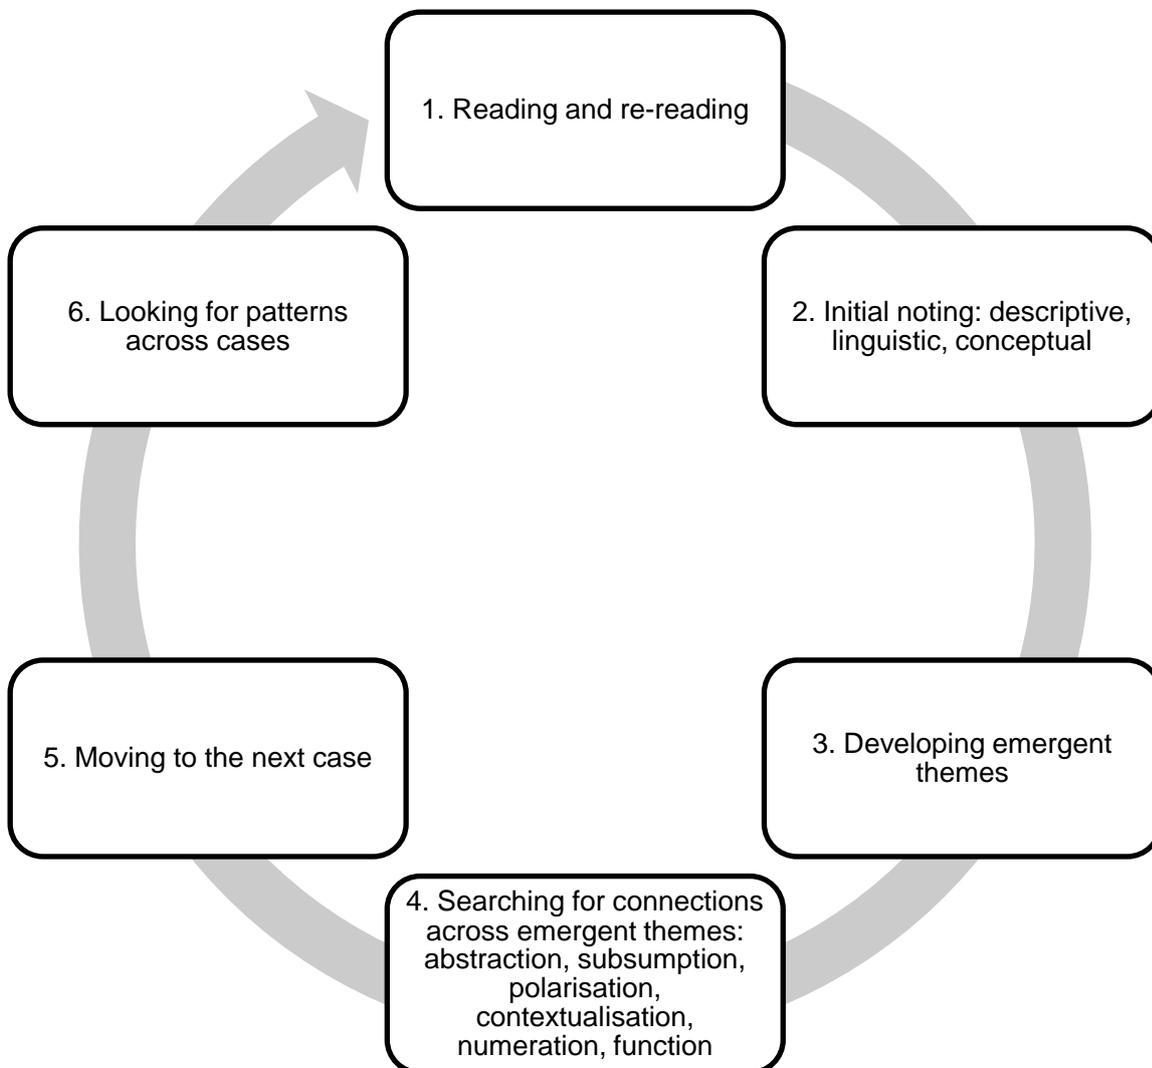 1. Reading and re-reading
2. Initial noting: descriptive,
linguistic, conceptual
3. Developing emergent
themes
4. Searching for connections
across emergent themes:
abstraction, subsumption,
polarisation,
contextualisation,
numeration, function
5. Moving to the next case
6. Looking for patterns
across cases